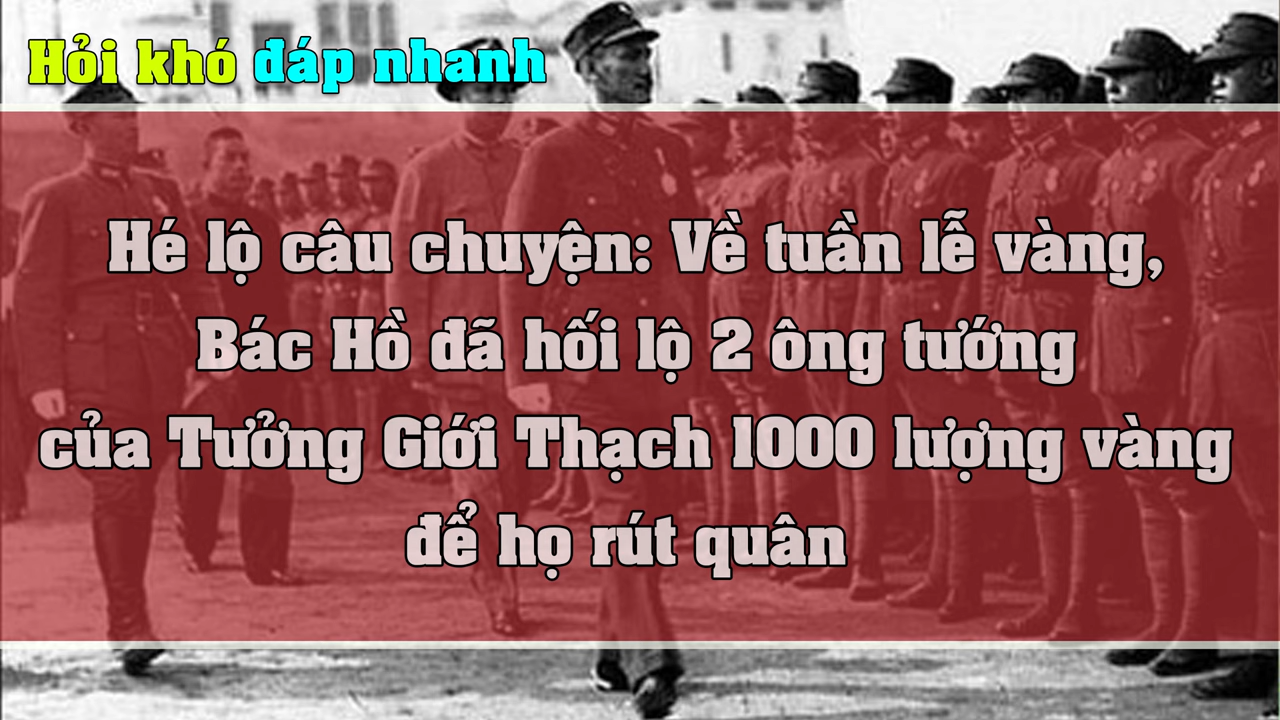 Hỏi khó đáp nhanh
Hé lộ câu chuyện: Về tuần lễ vàng,
Bác Hồ đã hối lộ 2 ông tướng
của Tưởng Giới Thạch 1000 lượng vàng
để họ rút quân